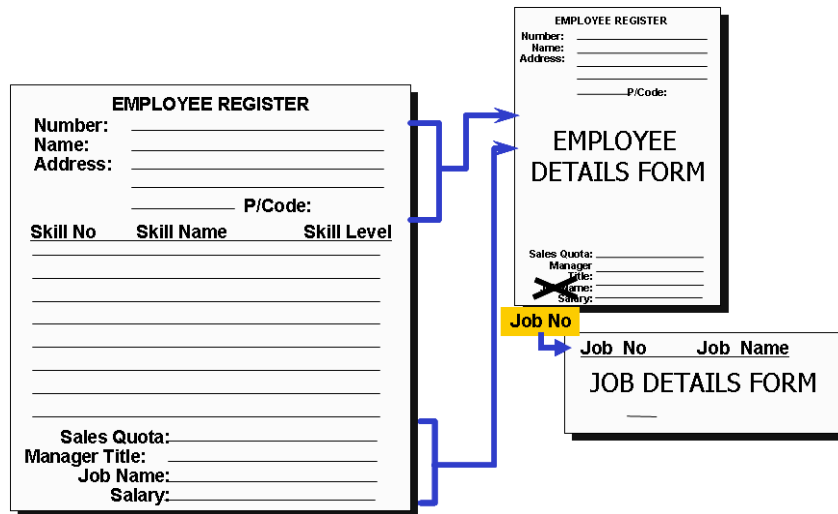 EMPLOYEE REGISTER
Number:
Name:
Address:
P/Code:
Skill No Skill Name Skill Level
Sales Quota:
Manager Title:
Job Name:
Salary:
EMPLOYEE REGISTER
Number:
Name:
Address:
P/Code:
EMPLOYEE
DETAILS FORM
Sales Quota:
Manager
Title:
Name:
Salary:
Job No
Job No Job Name
JOB DETAILS FORM